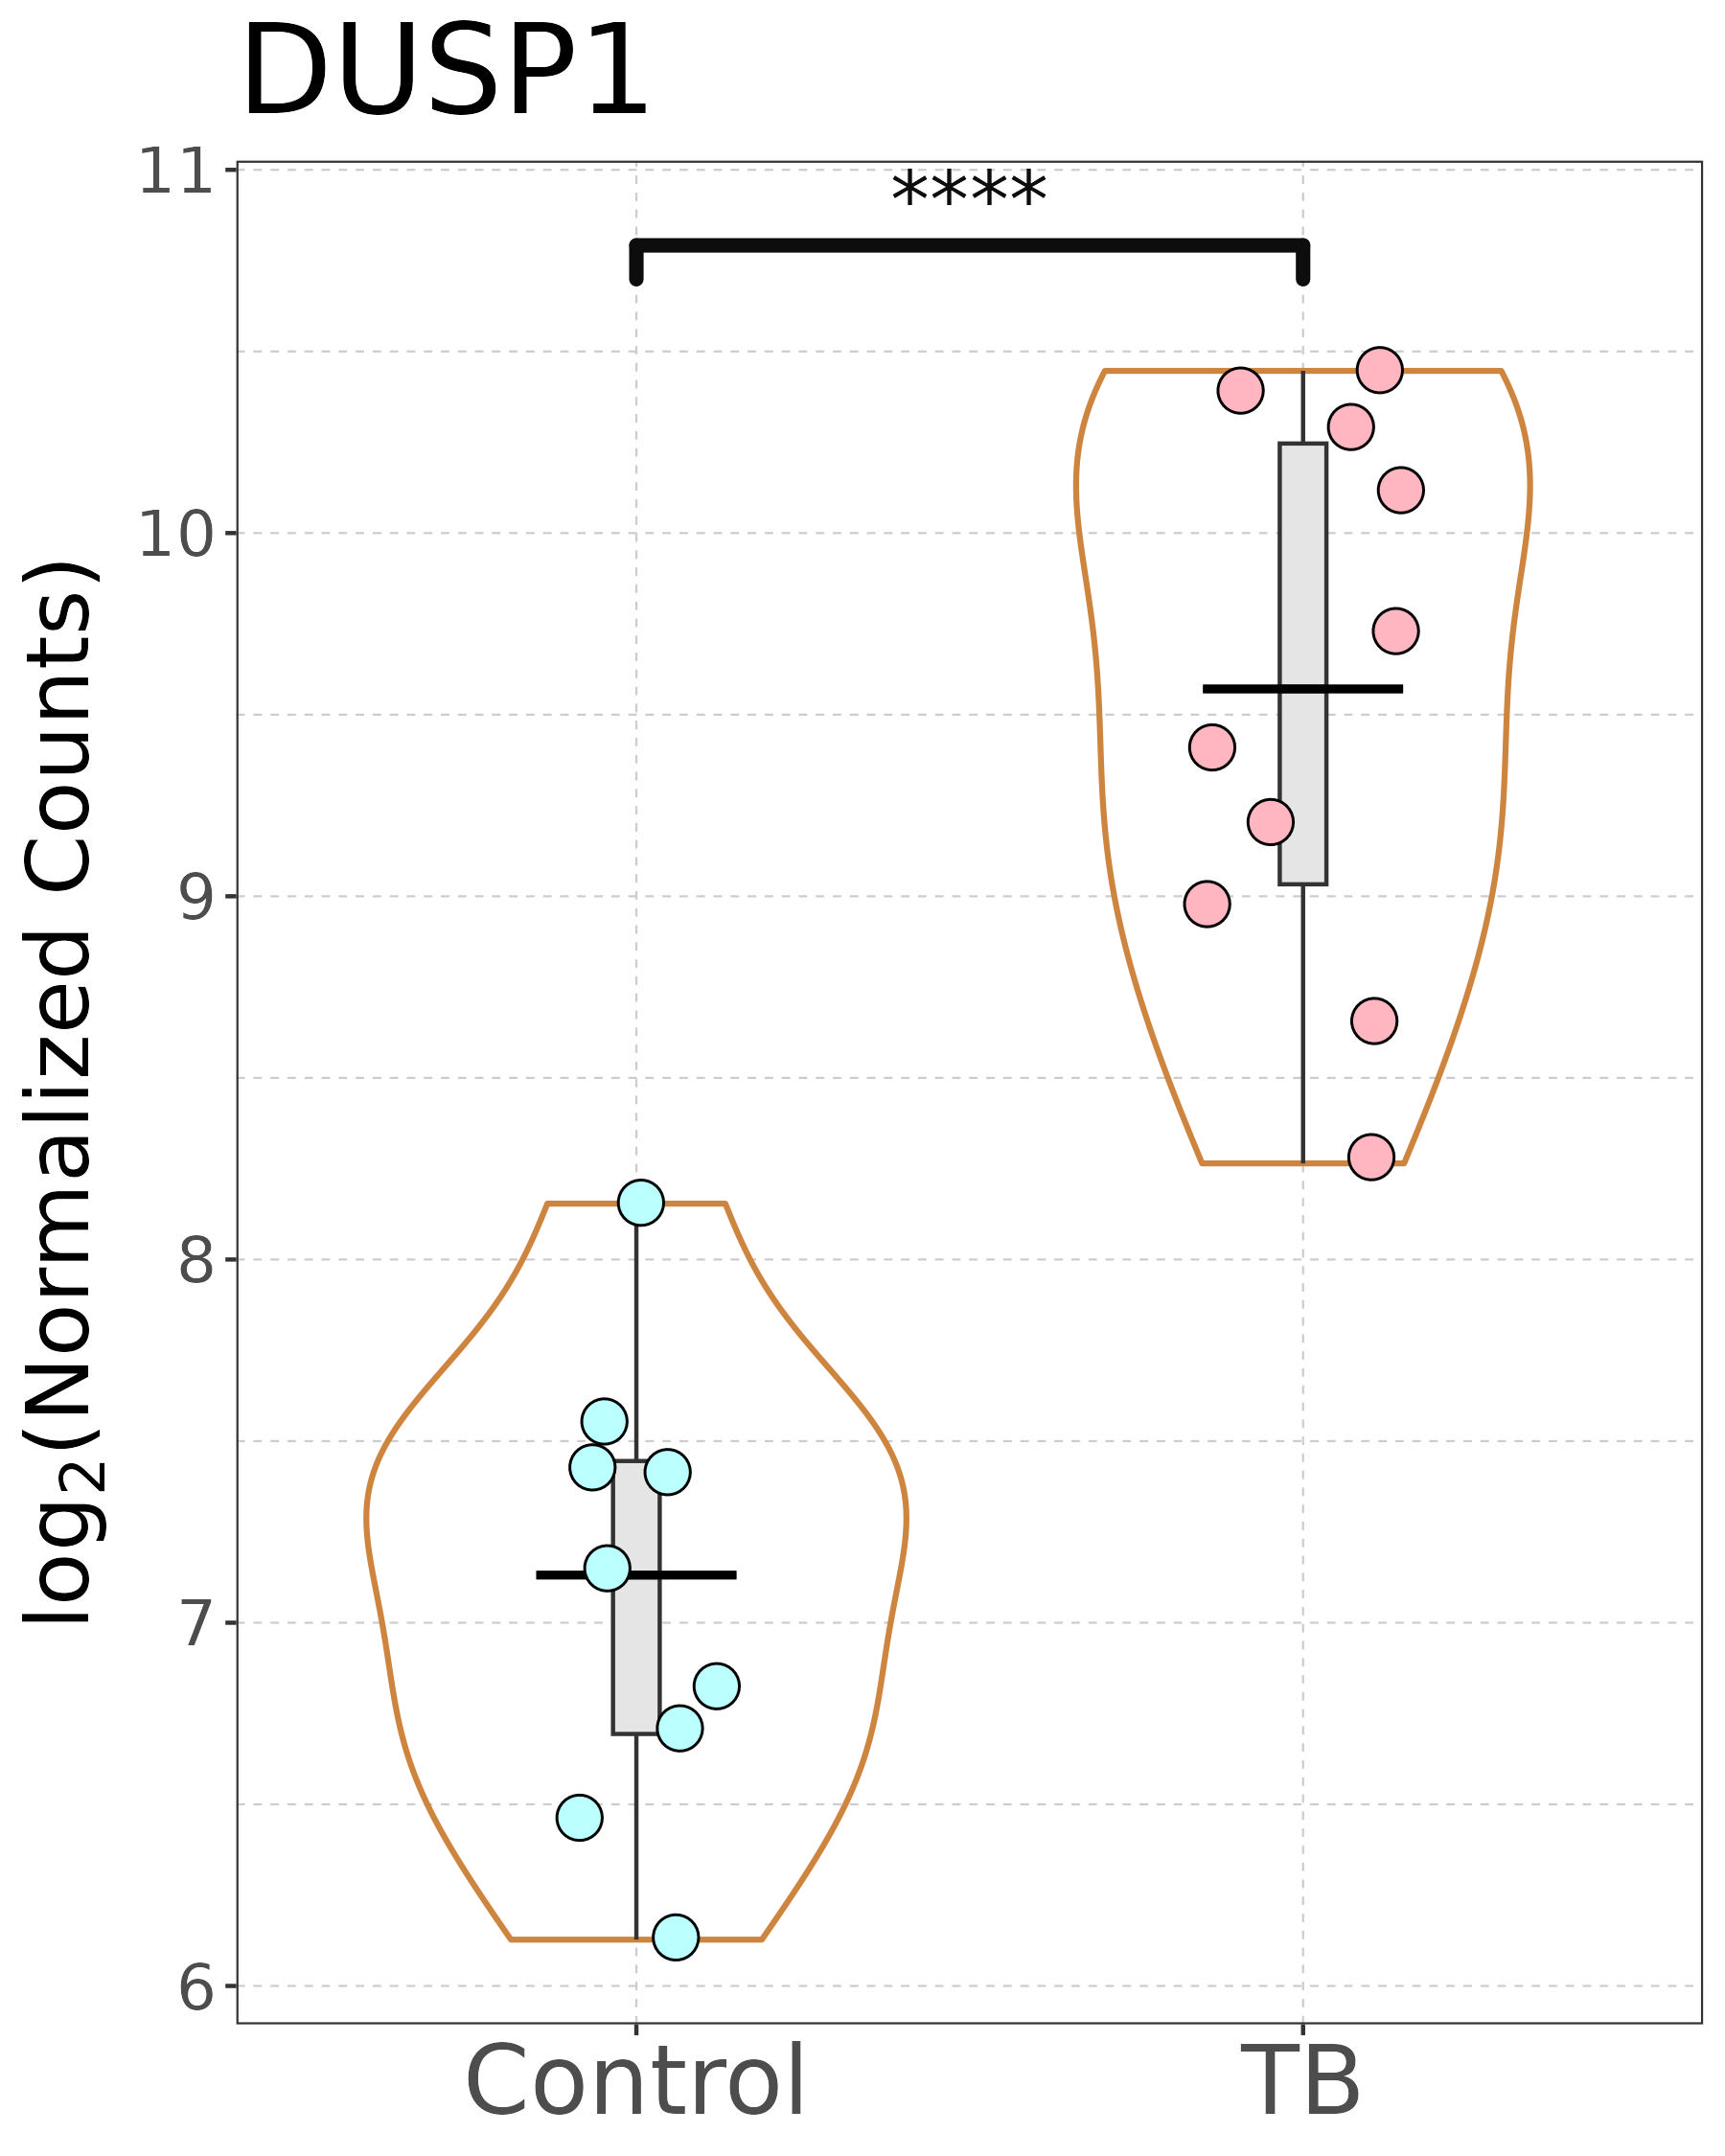 DUSP1
****
log₂(Normalized Counts)
11
10
9
8
7
6
Control
TB